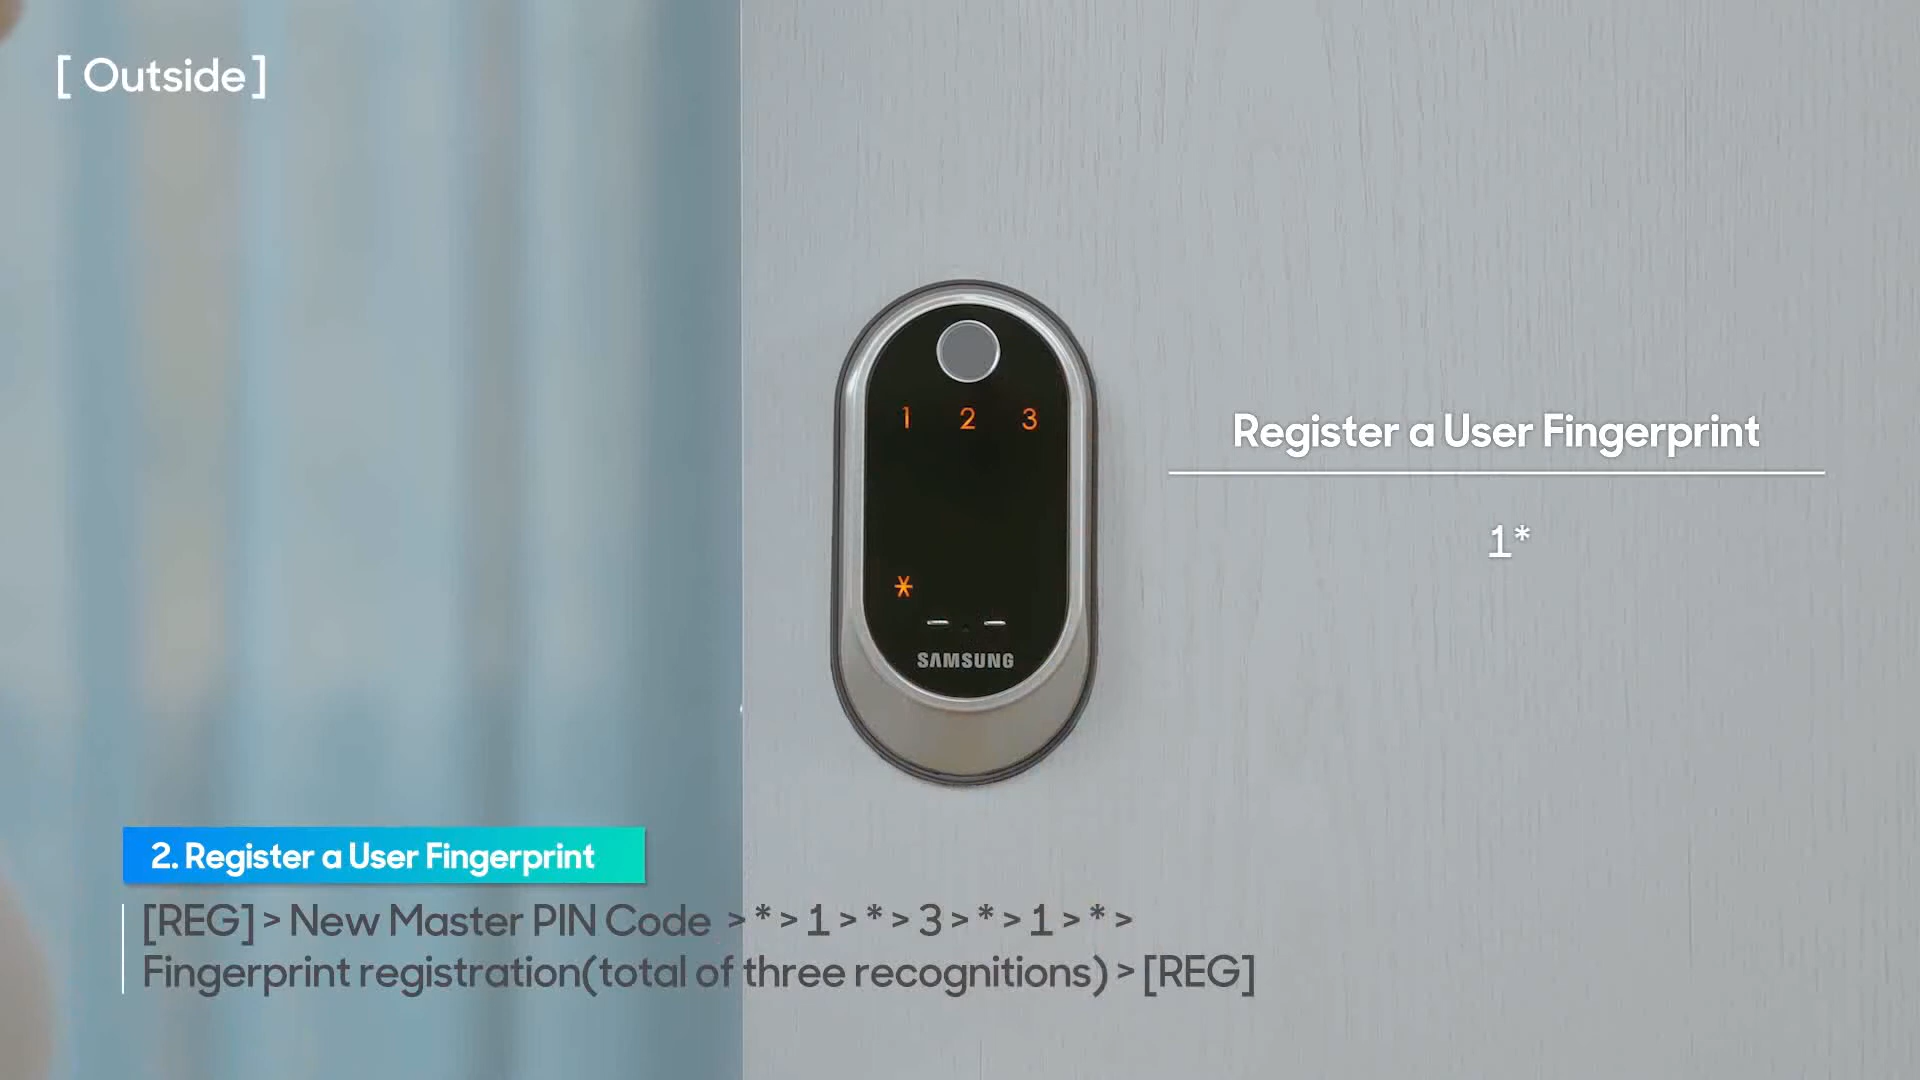 [ Outside ]
1 2 3
*
SAMSUNG
Register a User Fingerprint
1*
2. Register a User Fingerprint
[REG] > New Master PIN Code > * > 1 > * > 3 > * > 1 > * >
Fingerprint registration(total of three recognitions) > [REG]